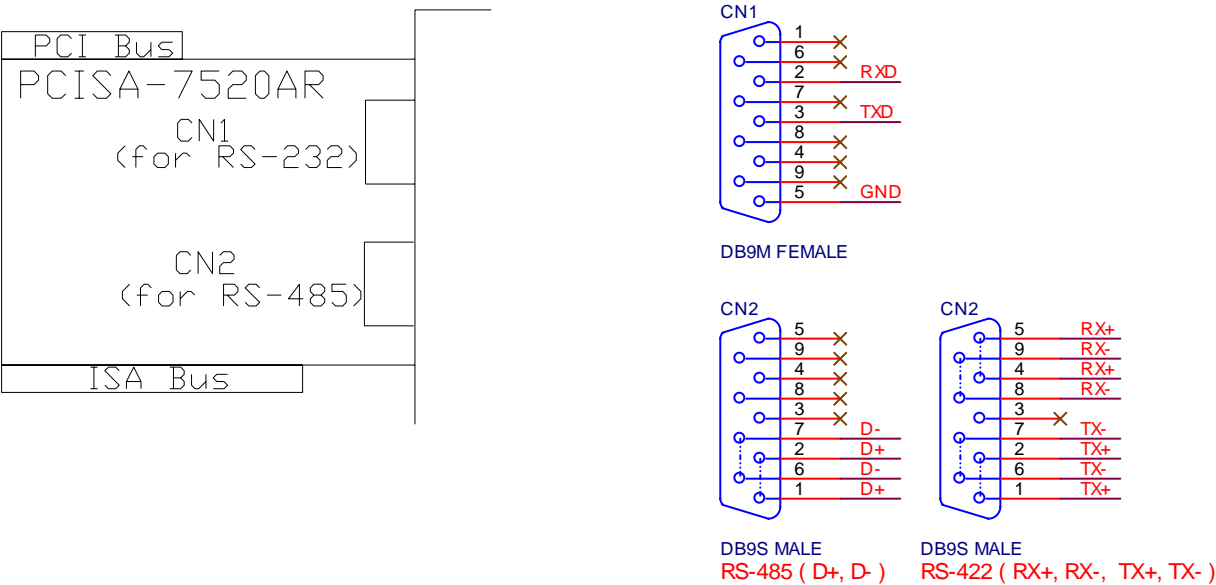 PCI Bus
PCISA-7520AR
CN1
(for RS-232)
CN2
(for RS-485)
ISA Bus
CN1
1
6
2 RXD
7
3 TXD
8
4
9
5 GND
DB9M FEMALE
CN2
5
9
4
8
3
7 D-
2 D+
6 D-
1 D+
DB9S MALE
RS-485 ( D+, D- )
CN2
5 RX+
9 RX-
4 RX+
8 RX-
3
7 TX-
2 TX+
6 TX-
1 TX+
DB9S MALE
RS-422 ( RX+, RX-, TX+, TX- )